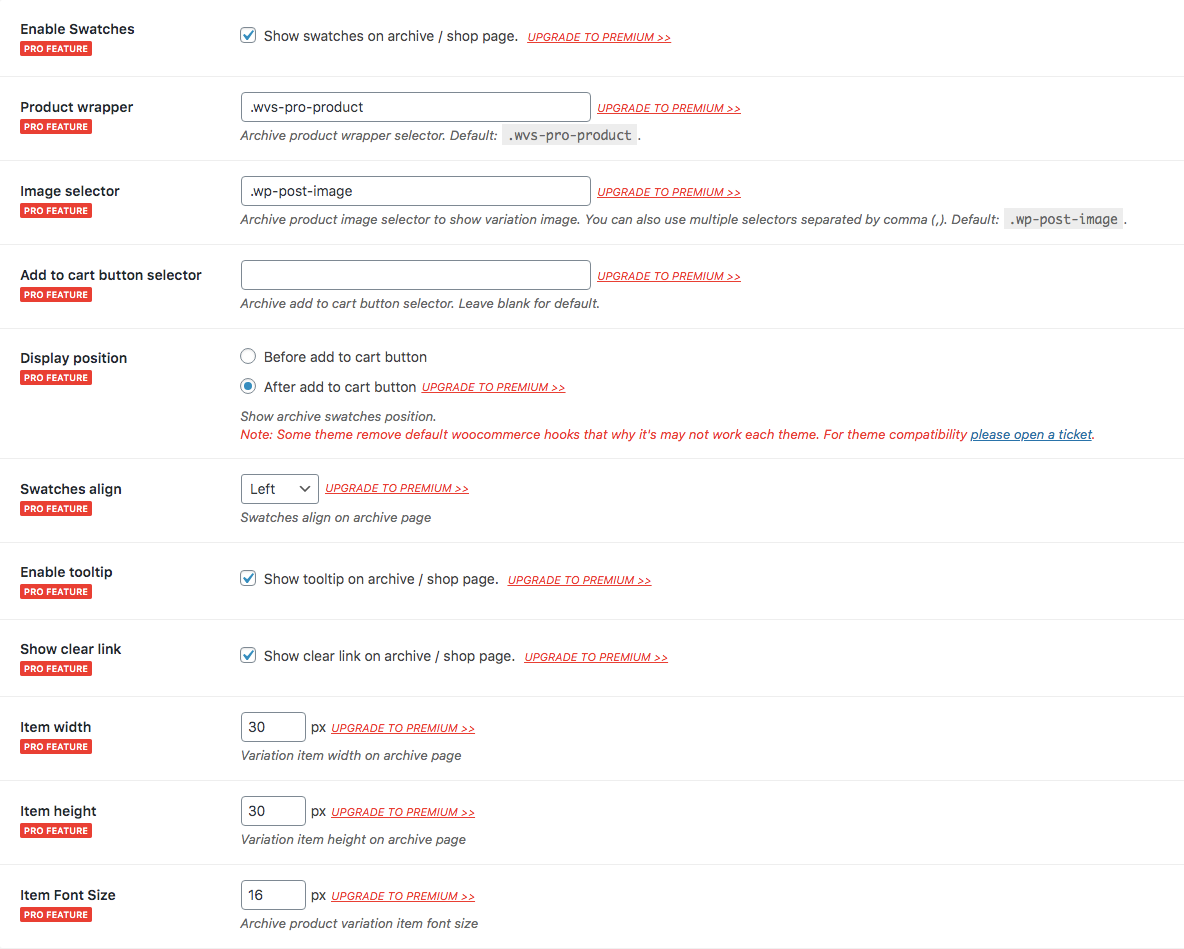 Enable Swatches
PRO FEATURE
Show swatches on archive / shop page. UPGRADE TO PREMIUM >>
Product wrapper
PRO FEATURE
.wvs-pro-product UPGRADE TO PREMIUM >>
Archive product wrapper selector. Default: .wvs-pro-product .
Image selector
PRO FEATURE
.wp-post-image UPGRADE TO PREMIUM >>
Archive product image selector to show variation image. You can also use multiple selectors separated by comma (,). Default: .wp-post-image .
Add to cart button selector
PRO FEATURE
UPGRADE TO PREMIUM >>
Archive add to cart button selector. Leave blank for default.
Display position
PRO FEATURE
Before add to cart button
After add to cart button UPGRADE TO PREMIUM >>
Show archive swatches position.
Note: Some theme remove default woocommerce hooks that why it's may not work each theme. For theme compatibility please open a ticket.
Swatches align
PRO FEATURE
Left UPGRADE TO PREMIUM >>
Swatches align on archive page
Enable tooltip
PRO FEATURE
Show tooltip on archive / shop page. UPGRADE TO PREMIUM >>
Show clear link
PRO FEATURE
Show clear link on archive / shop page. UPGRADE TO PREMIUM >>
Item width
PRO FEATURE
30 px UPGRADE TO PREMIUM >>
Variation item width on archive page
Item height
PRO FEATURE
30 px UPGRADE TO PREMIUM >>
Variation item height on archive page
Item Font Size
PRO FEATURE
16 px UPGRADE TO PREMIUM >>
Archive product variation item font size